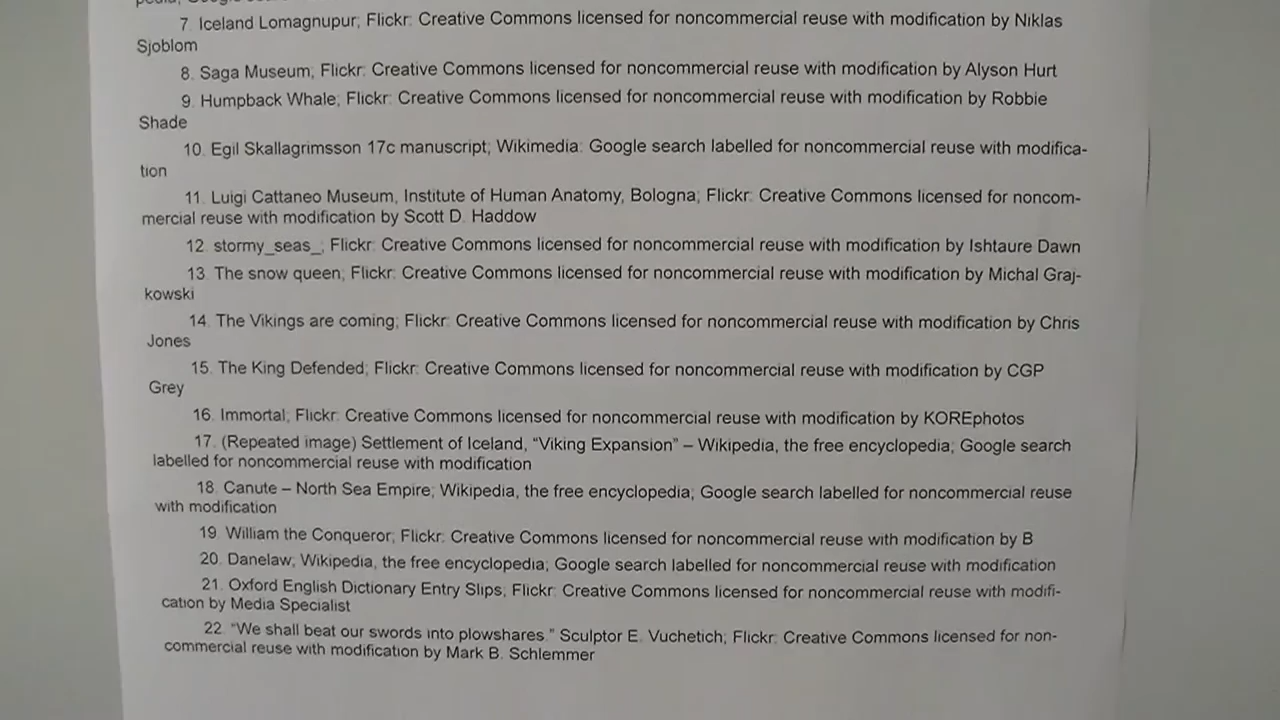 7. Iceland Lomagnupur; Flickr: Creative Commons licensed for noncommercial reuse with modification by Niklas
Sjoblom
8. Saga Museum; Flickr: Creative Commons licensed for noncommercial reuse with modification by Alyson Hurt
9. Humpback Whale; Flickr: Creative Commons licensed for noncommercial reuse with modification by Robbie
Shade
10. Egil Skallagrimsson 17c manuscript; Wikimedia: Google search labelled for noncommercial reuse with modifica-
tion
11. Luigi Cattaneo Museum, Institute of Human Anatomy, Bologna; Flickr: Creative Commons licensed for noncom-
mercial reuse with modification by Scott D. Haddow
12. stormy_seas_; Flickr: Creative Commons licensed for noncommercial reuse with modification by Ishtaure Dawn
13. The snow queen; Flickr: Creative Commons licensed for noncommercial reuse with modification by Michal Graj-
kowski
14. The Vikings are coming; Flickr: Creative Commons licensed for noncommercial reuse with modification by Chris
Jones
15. The King Defended; Flickr: Creative Commons licensed for noncommercial reuse with modification by CGP
Grey
16. Immortal; Flickr: Creative Commons licensed for noncommercial reuse with modification by KOREphotos
17. (Repeated image) Settlement of Iceland, “Viking Expansion” – Wikipedia, the free encyclopedia; Google search
labelled for noncommercial reuse with modification
18. Canute – North Sea Empire; Wikipedia, the free encyclopedia; Google search labelled for noncommercial reuse
with modification
19. William the Conqueror; Flickr: Creative Commons licensed for noncommercial reuse with modification by B
20. Danelaw; Wikipedia, the free encyclopedia; Google search labelled for noncommercial reuse with modification
21. Oxford English Dictionary Entry Slips; Flickr: Creative Commons licensed for noncommercial reuse with modifi-
cation by Media Specialist
22. “We shall beat our swords into plowshares.” Sculptor E. Vuchetich; Flickr: Creative Commons licensed for non-
commercial reuse with modification by Mark B. Schlemmer